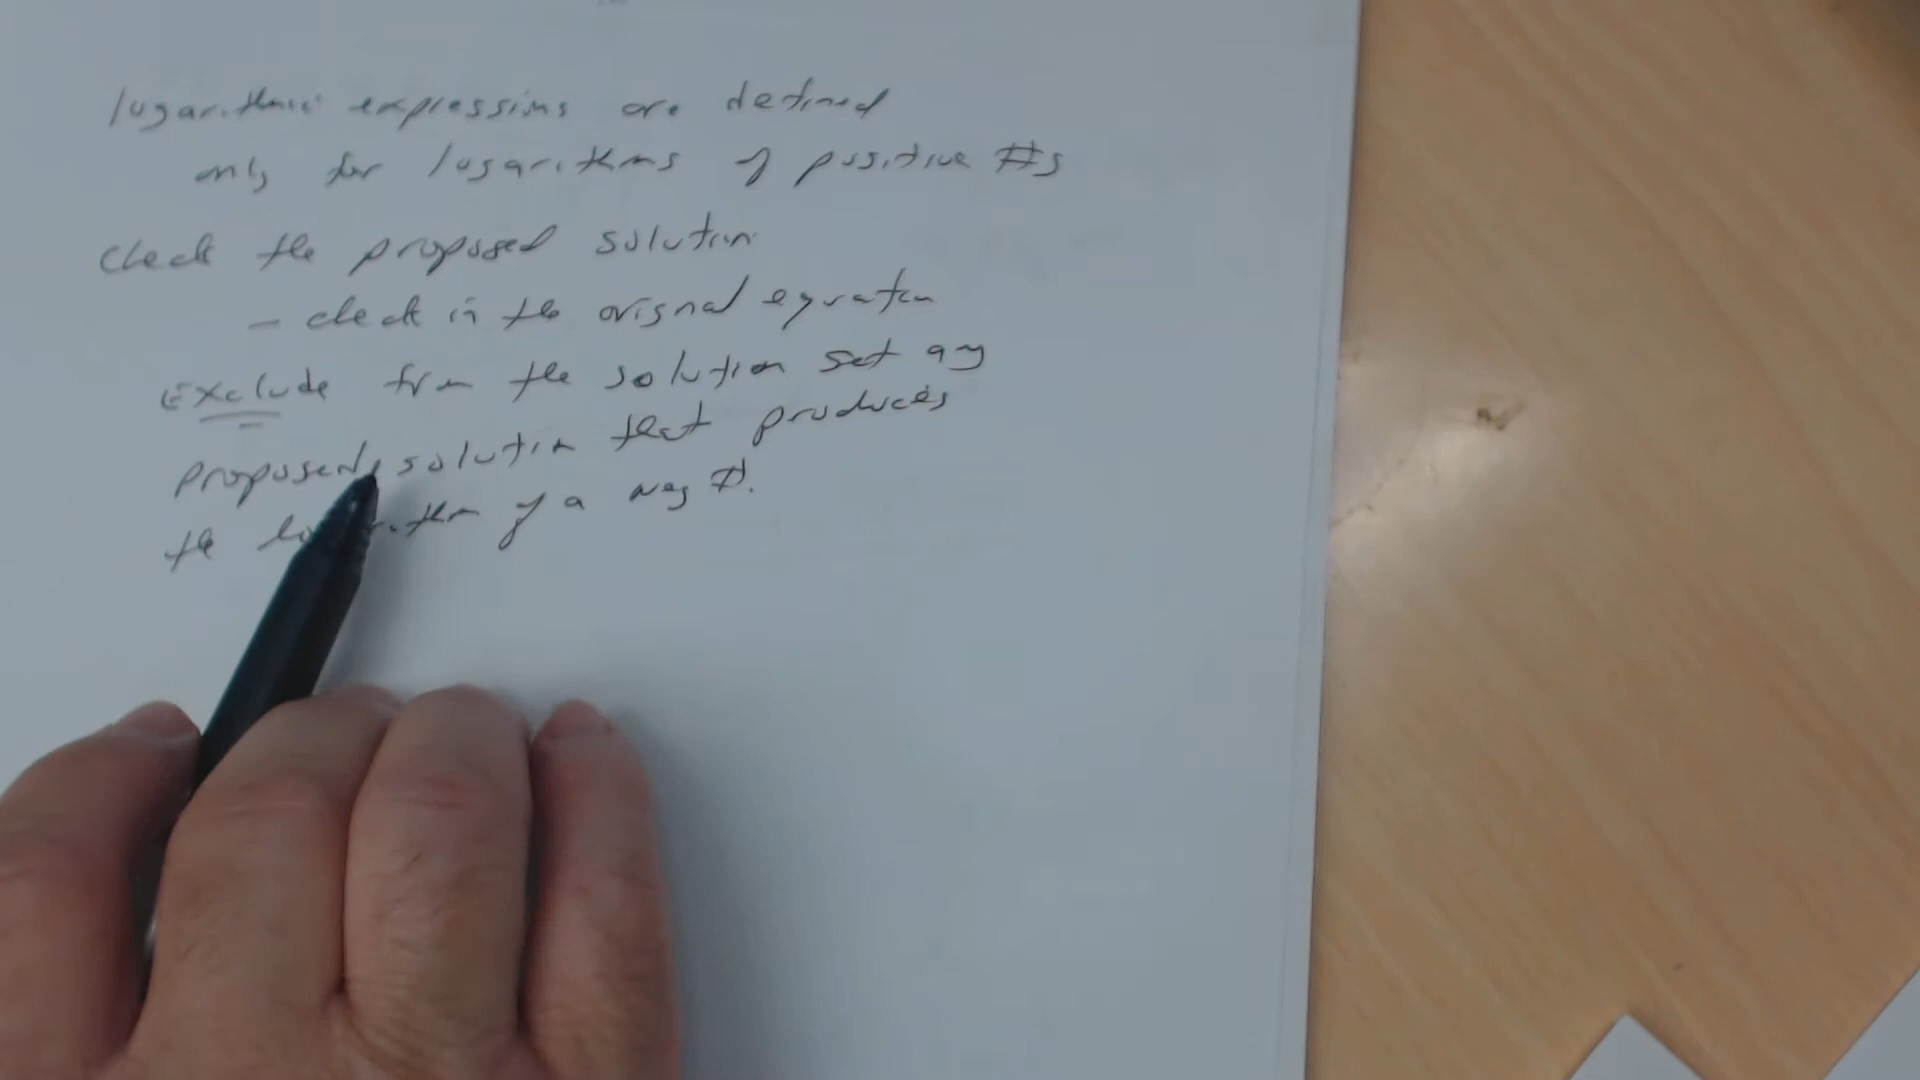 logarithmic expressions are defined
only for logarithms of positive #s
Check the proposed solution
- check in the original equation
Exclude from the solution set any
proposed solution that produces
the logarithm of a neg #.